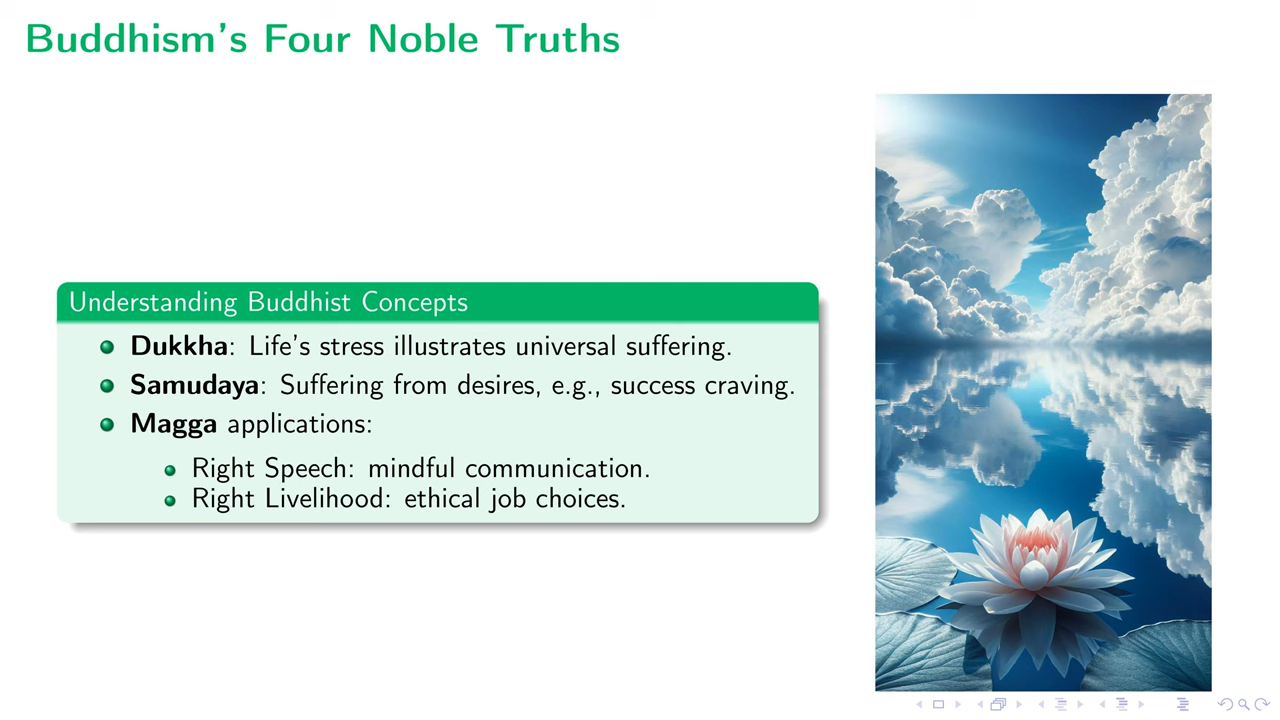 Buddhism's Four Noble Truths
Understanding Buddhist Concepts
Dukkha: Life's stress illustrates universal suffering.
Samudaya: Suffering from desires, e.g., success craving.
Magga applications:
Right Speech: mindful communication.
Right Livelihood: ethical job choices.